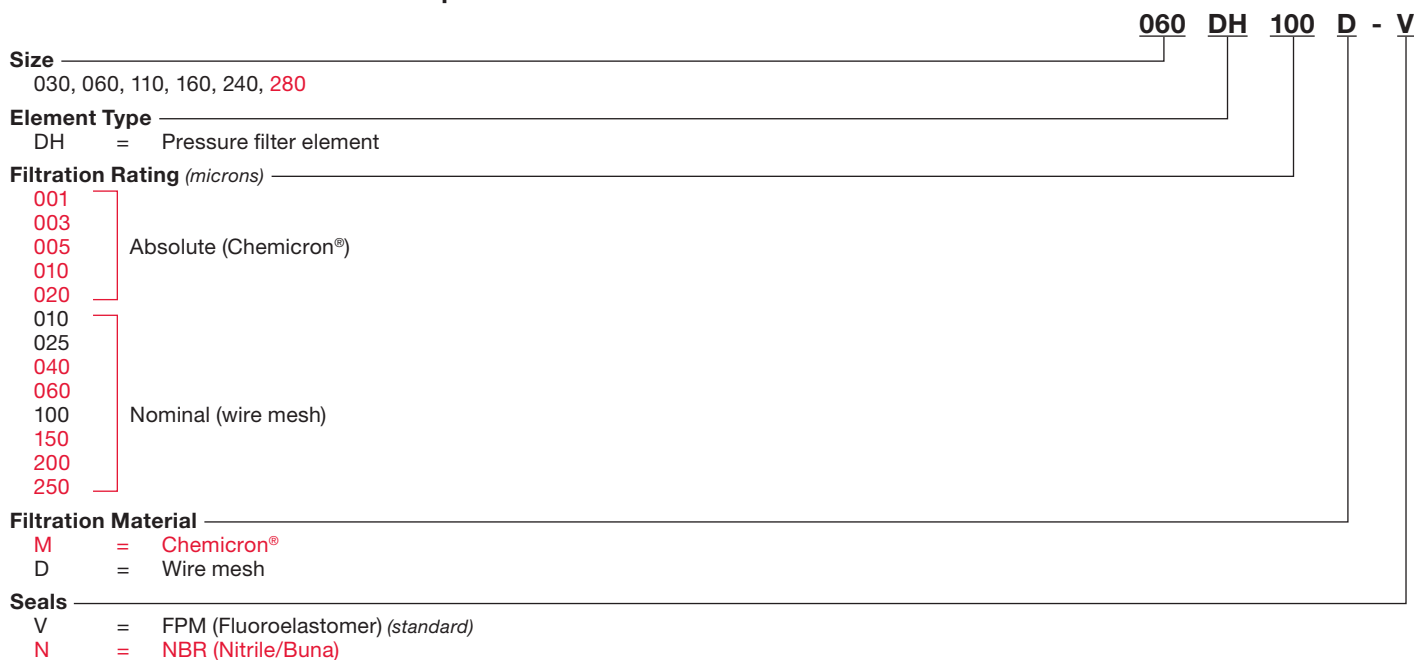 060 DH 100 D - V
Size
030, 060, 110, 160, 240, 280
Element Type
DH = Pressure filter element
Filtration Rating (microns)
001
003
005
010
020
Absolute (Chemicron®)
010
025
040
060
100
150
200
250
Nominal (wire mesh)
Filtration Material
M = Chemicron®
D = Wire mesh
Seals
V = FPM (Fluoroelastomer) (standard)
N = NBR (Nitrile/Buna)